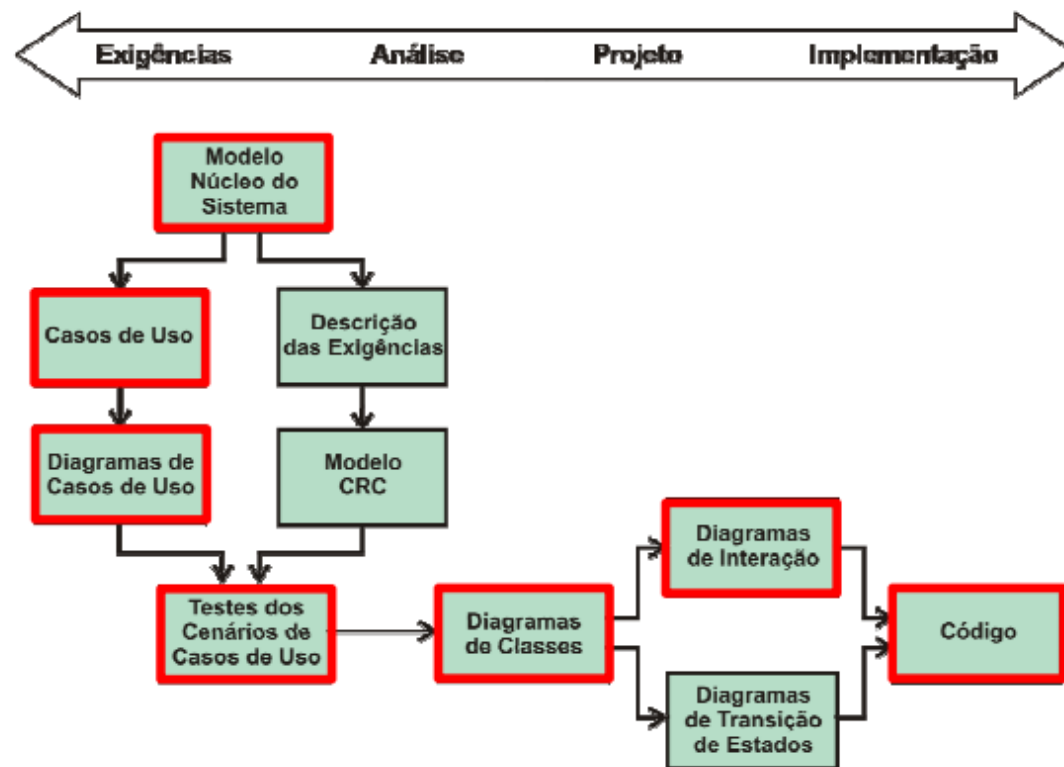 Exigências Análise Projeto Implementação
Modelo
Núcleo do
Sistema
Casos de Uso
Descrição
das Exigências
Diagramas de
Casos de Uso
Modelo
CRC
Testes dos
Cenários de
Casos de Uso
Diagramas
de Classes
Diagramas
de Interação
Diagramas
de Transição
de Estados
Código